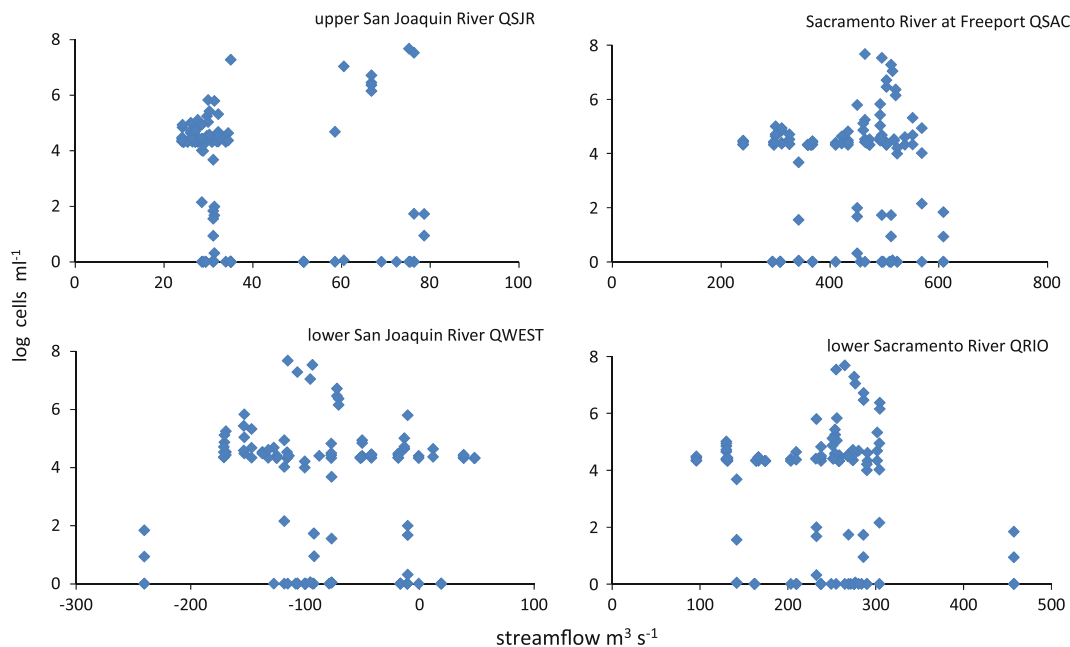 upper San Joaquin River QSJR
8
6
4
2
0
0 20 40 60 80 100
Sacramento River at Freeport QSAC
8
6
4
2
0
0 200 400 600 800
log cells ml-1
lower San Joaquin River QWEST
8
6
4
2
0
-300 -200 -100 0 100
lower Sacramento River QRIO
8
6
4
2
0
0 100 200 300 400 500
streamflow m3 s-1